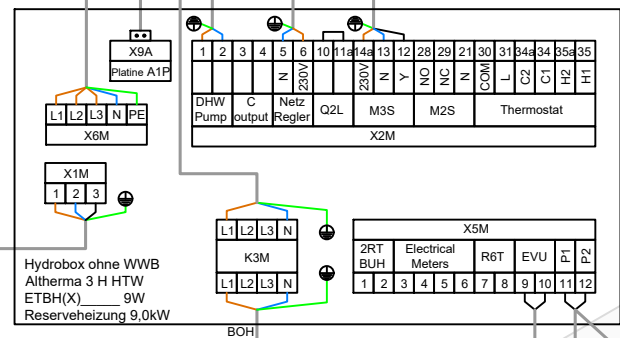 X9A
Platine A1P
L1 L2 L3 N PE
X6M
X1M
1 2 3
1 2 3 4 5 6 10 11a 14a 13 12 28 29 21 30 31 34a 34 35a 35
N 230V 230V N Y NO NC N COM L C2 C1 H2 H1
DHW Pump
C output
Netz Regler
Q2L
M3S
M2S
Thermostat
X2M
L1 L2 L3 N
K3M
L1 L2 L3 N
BOH
X5M
2RT BUH
Electrical Meters
R6T
EVU
P1
P2
1 2 3 4 5 6 7 8 9 10 11 12
Hydrobox ohne WWB
Altherma 3 H HTW
ETBH(X)_____ 9W
Reserveheizung 9,0kW